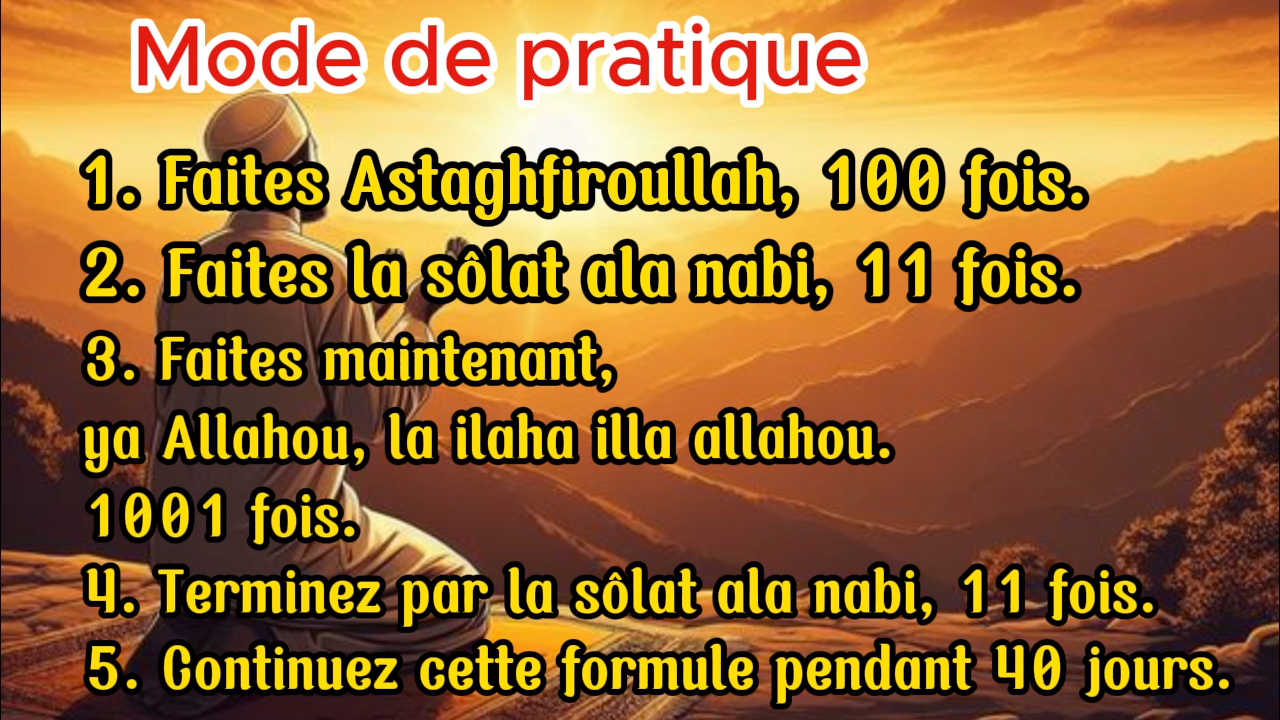 Mode de pratique
1. Faites Astaghfiroullah, 100 fois.
2. Faites la sôlat ala nabi, 11 fois.
3. Faites maintenant,
ya Allahou, la ilaha illa allahou.
1001 fois.
4. Terminez par la sôlat ala nabi, 11 fois.
5. Continuez cette formule pendant 40 jours.